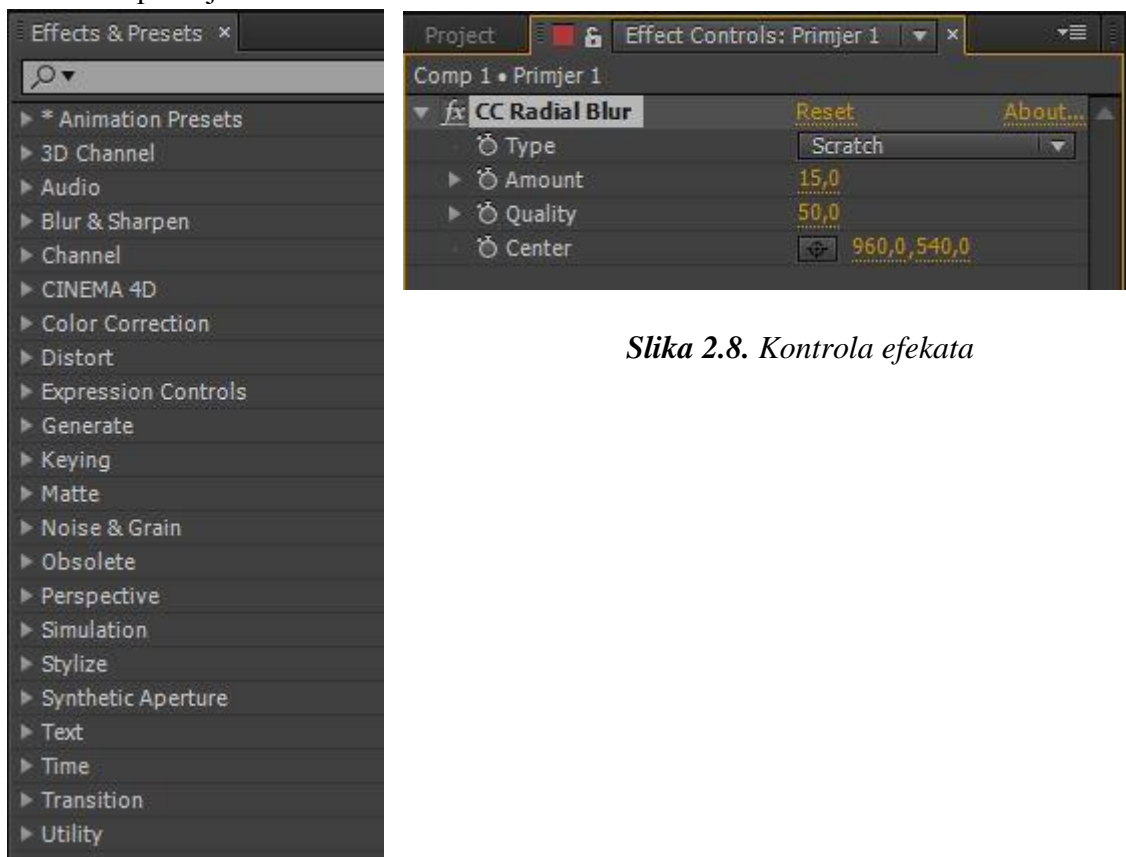 Effects & Presets ×
* Animation Presets
3D Channel
Audio
Blur & Sharpen
Channel
CINEMA 4D
Color Correction
Distort
Expression Controls
Generate
Keying
Matte
Noise & Grain
Obsolete
Perspective
Simulation
Stylize
Synthetic Aperture
Text
Time
Transition
Utility
Project Effect Controls: Primjer 1 ×
Comp 1 • Primjer 1
fx CC Radial Blur Reset About...
Type Scratch
Amount 15,0
Quality 50,0
Center 960,0,540,0
Slika 2.8. Kontrola efekata